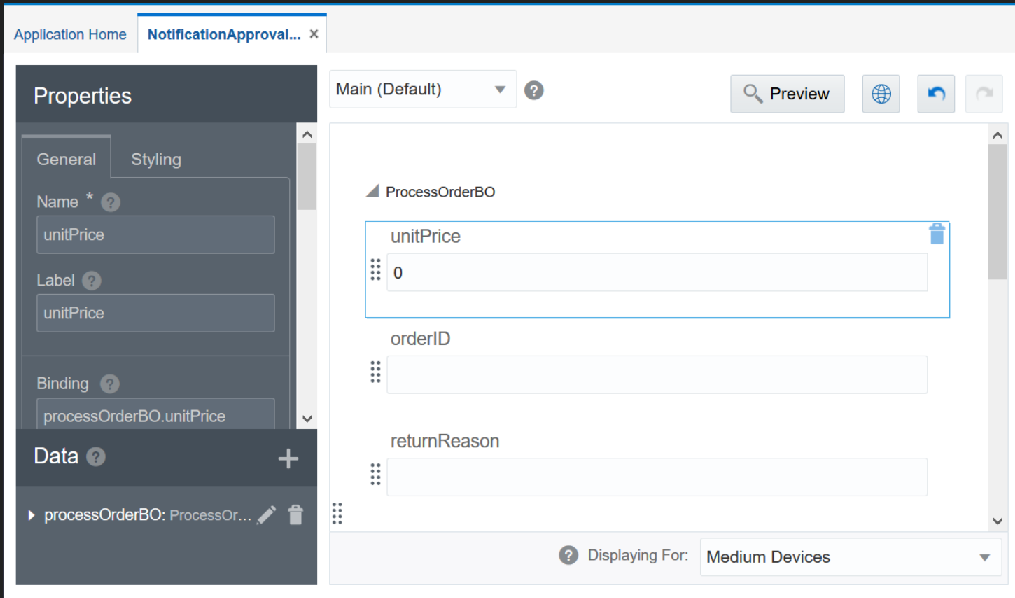 Application Home
NotificationApproval... ×
Properties
General Styling
Name * ?
unitPrice
Label ?
unitPrice
Binding ?
processOrderBO.unitPrice
Data ? +
processOrderBO: ProcessOr...
Main (Default) ?
Preview
ProcessOrderBO
unitPrice
0
orderID
returnReason
? Displaying For: Medium Devices